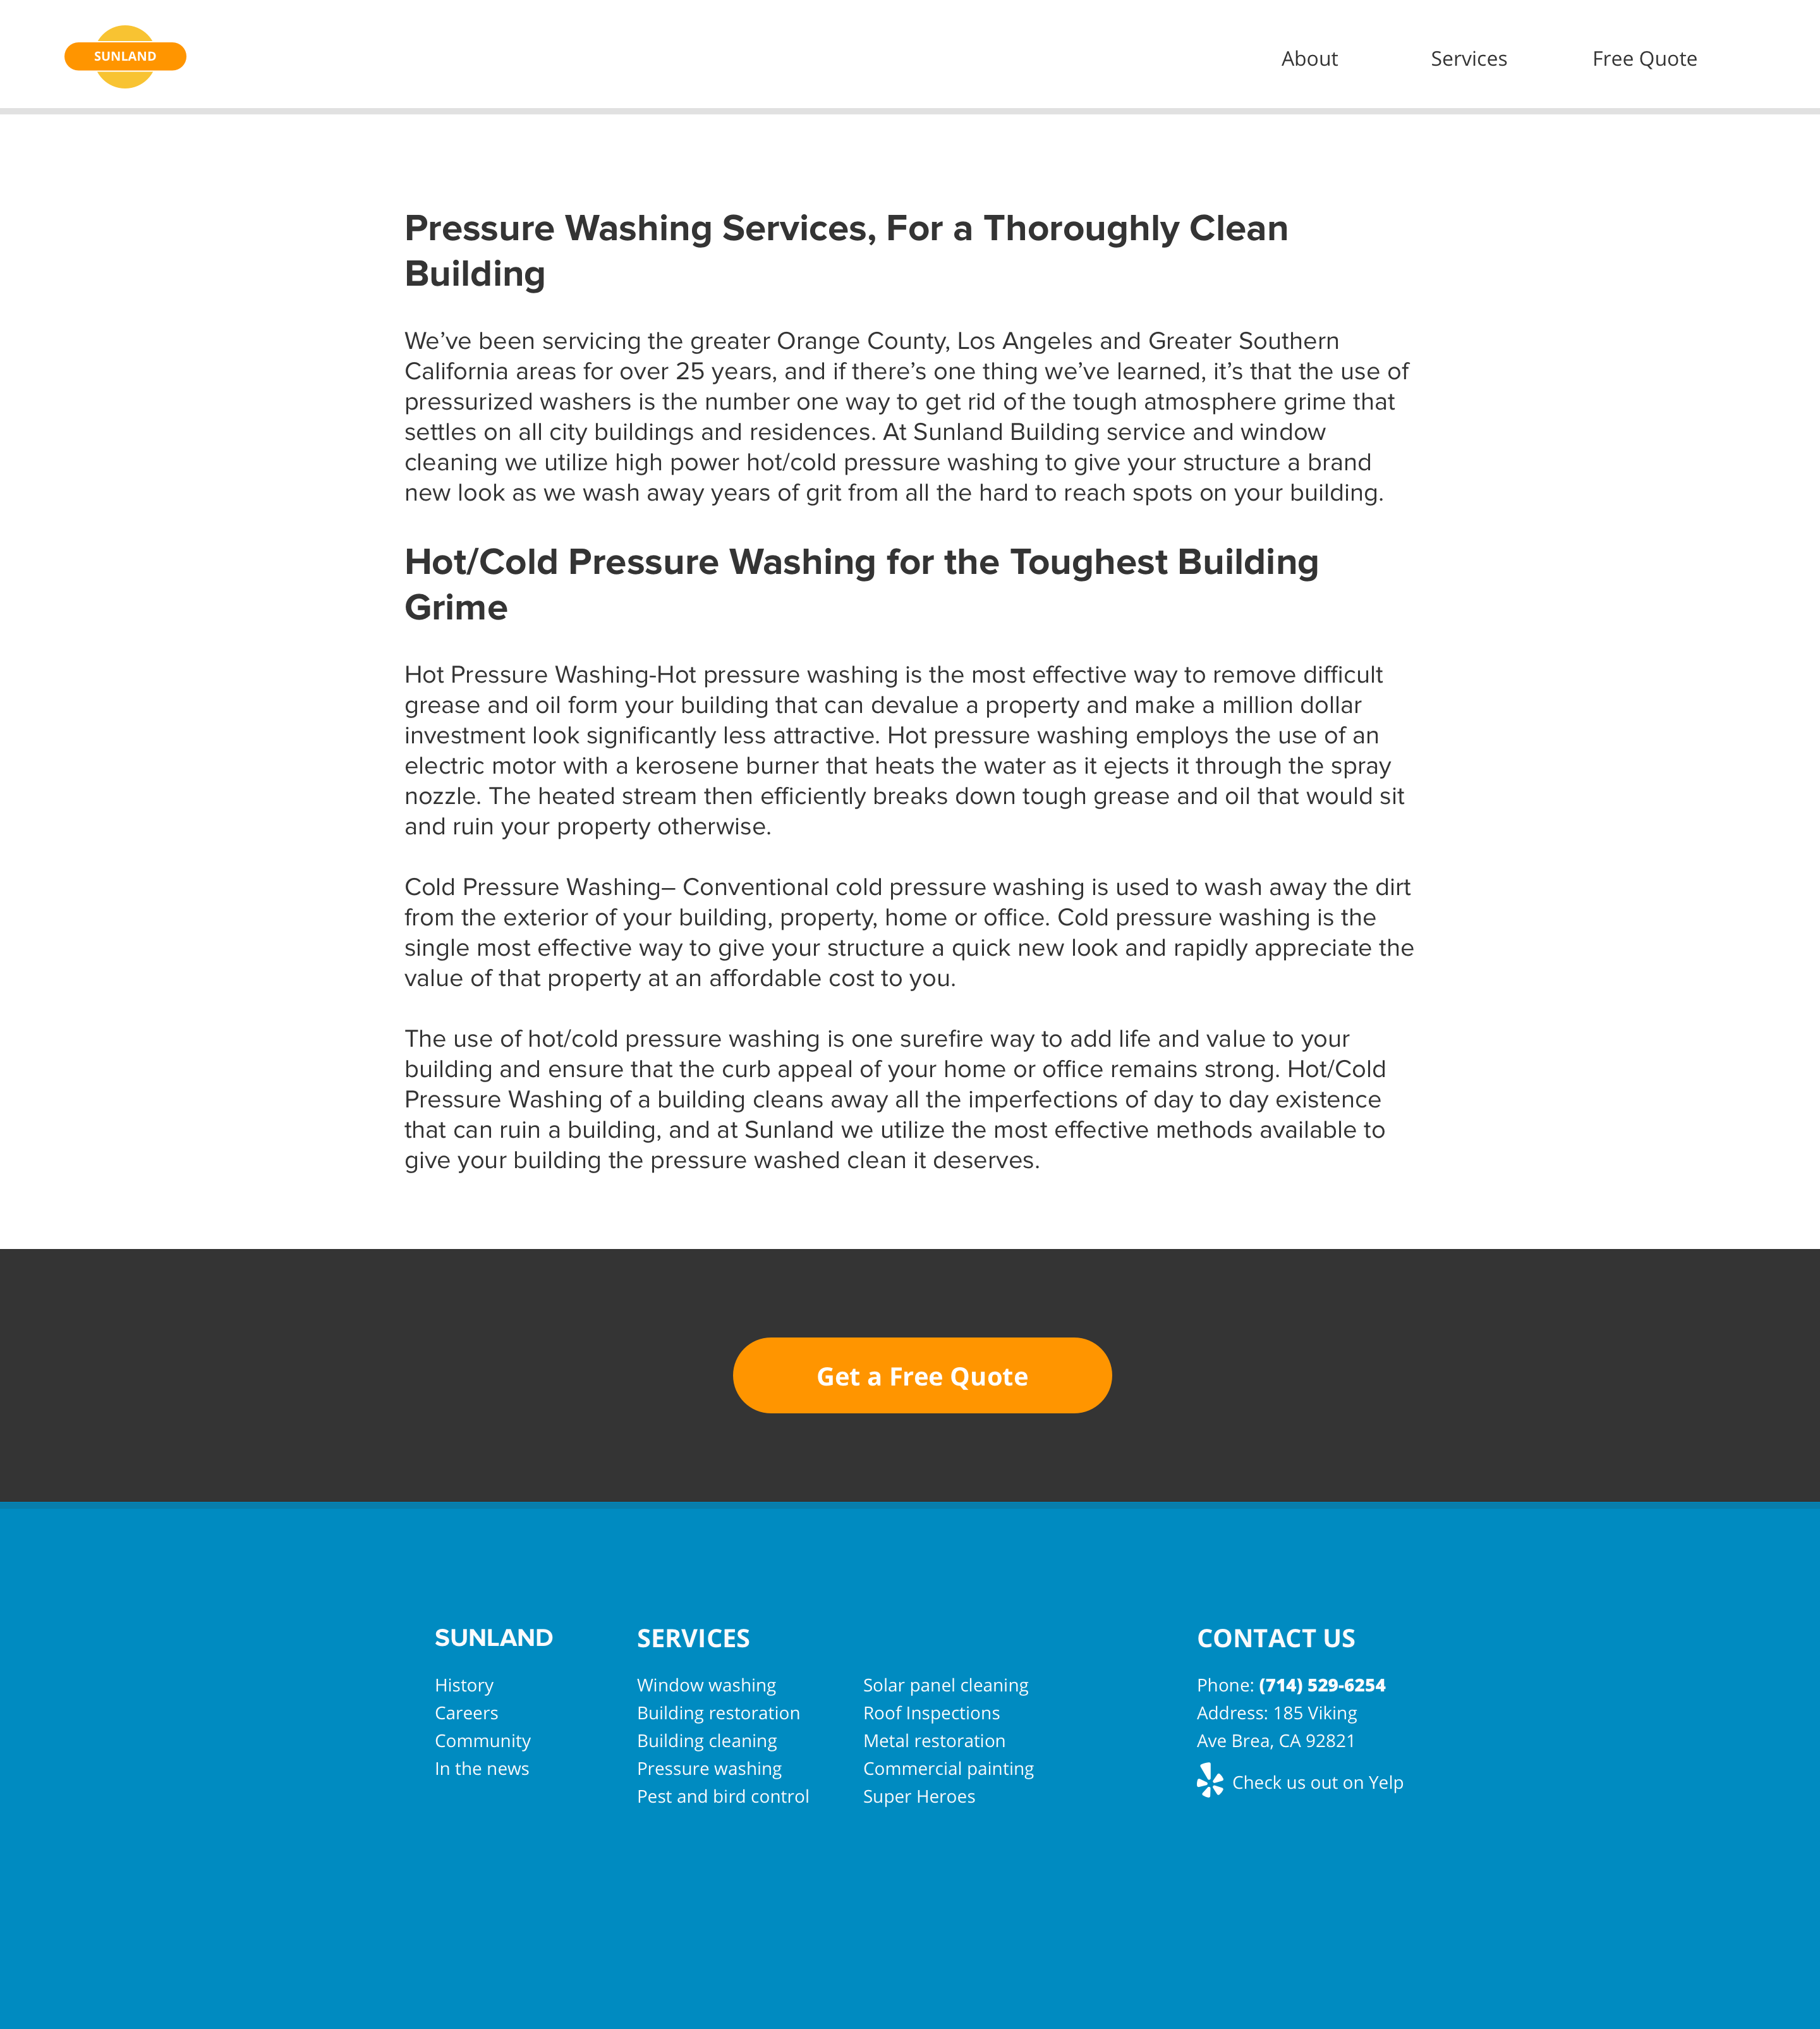 SUNLAND
About
Services
Free Quote
Pressure Washing Services, For a Thoroughly Clean
Building
We’ve been servicing the greater Orange County, Los Angeles and Greater Southern
California areas for over 25 years, and if there’s one thing we’ve learned, it’s that the use of
pressurized washers is the number one way to get rid of the tough atmosphere grime that
settles on all city buildings and residences. At Sunland Building service and window
cleaning we utilize high power hot/cold pressure washing to give your structure a brand
new look as we wash away years of grit from all the hard to reach spots on your building.
Hot/Cold Pressure Washing for the Toughest Building
Grime
Hot Pressure Washing-Hot pressure washing is the most effective way to remove difficult
grease and oil form your building that can devalue a property and make a million dollar
investment look significantly less attractive. Hot pressure washing employs the use of an
electric motor with a kerosene burner that heats the water as it ejects it through the spray
nozzle. The heated stream then efficiently breaks down tough grease and oil that would sit
and ruin your property otherwise.
Cold Pressure Washing– Conventional cold pressure washing is used to wash away the dirt
from the exterior of your building, property, home or office. Cold pressure washing is the
single most effective way to give your structure a quick new look and rapidly appreciate the
value of that property at an affordable cost to you.
The use of hot/cold pressure washing is one surefire way to add life and value to your
building and ensure that the curb appeal of your home or office remains strong. Hot/Cold
Pressure Washing of a building cleans away all the imperfections of day to day existence
that can ruin a building, and at Sunland we utilize the most effective methods available to
give your building the pressure washed clean it deserves.
Get a Free Quote
SUNLAND
History
Careers
Community
In the news
SERVICES
Window washing
Building restoration
Building cleaning
Pressure washing
Pest and bird control
Solar panel cleaning
Roof Inspections
Metal restoration
Commercial painting
Super Heroes
CONTACT US
Phone: (714) 529-6254
Address: 185 Viking
Ave Brea, CA 92821
Check us out on Yelp